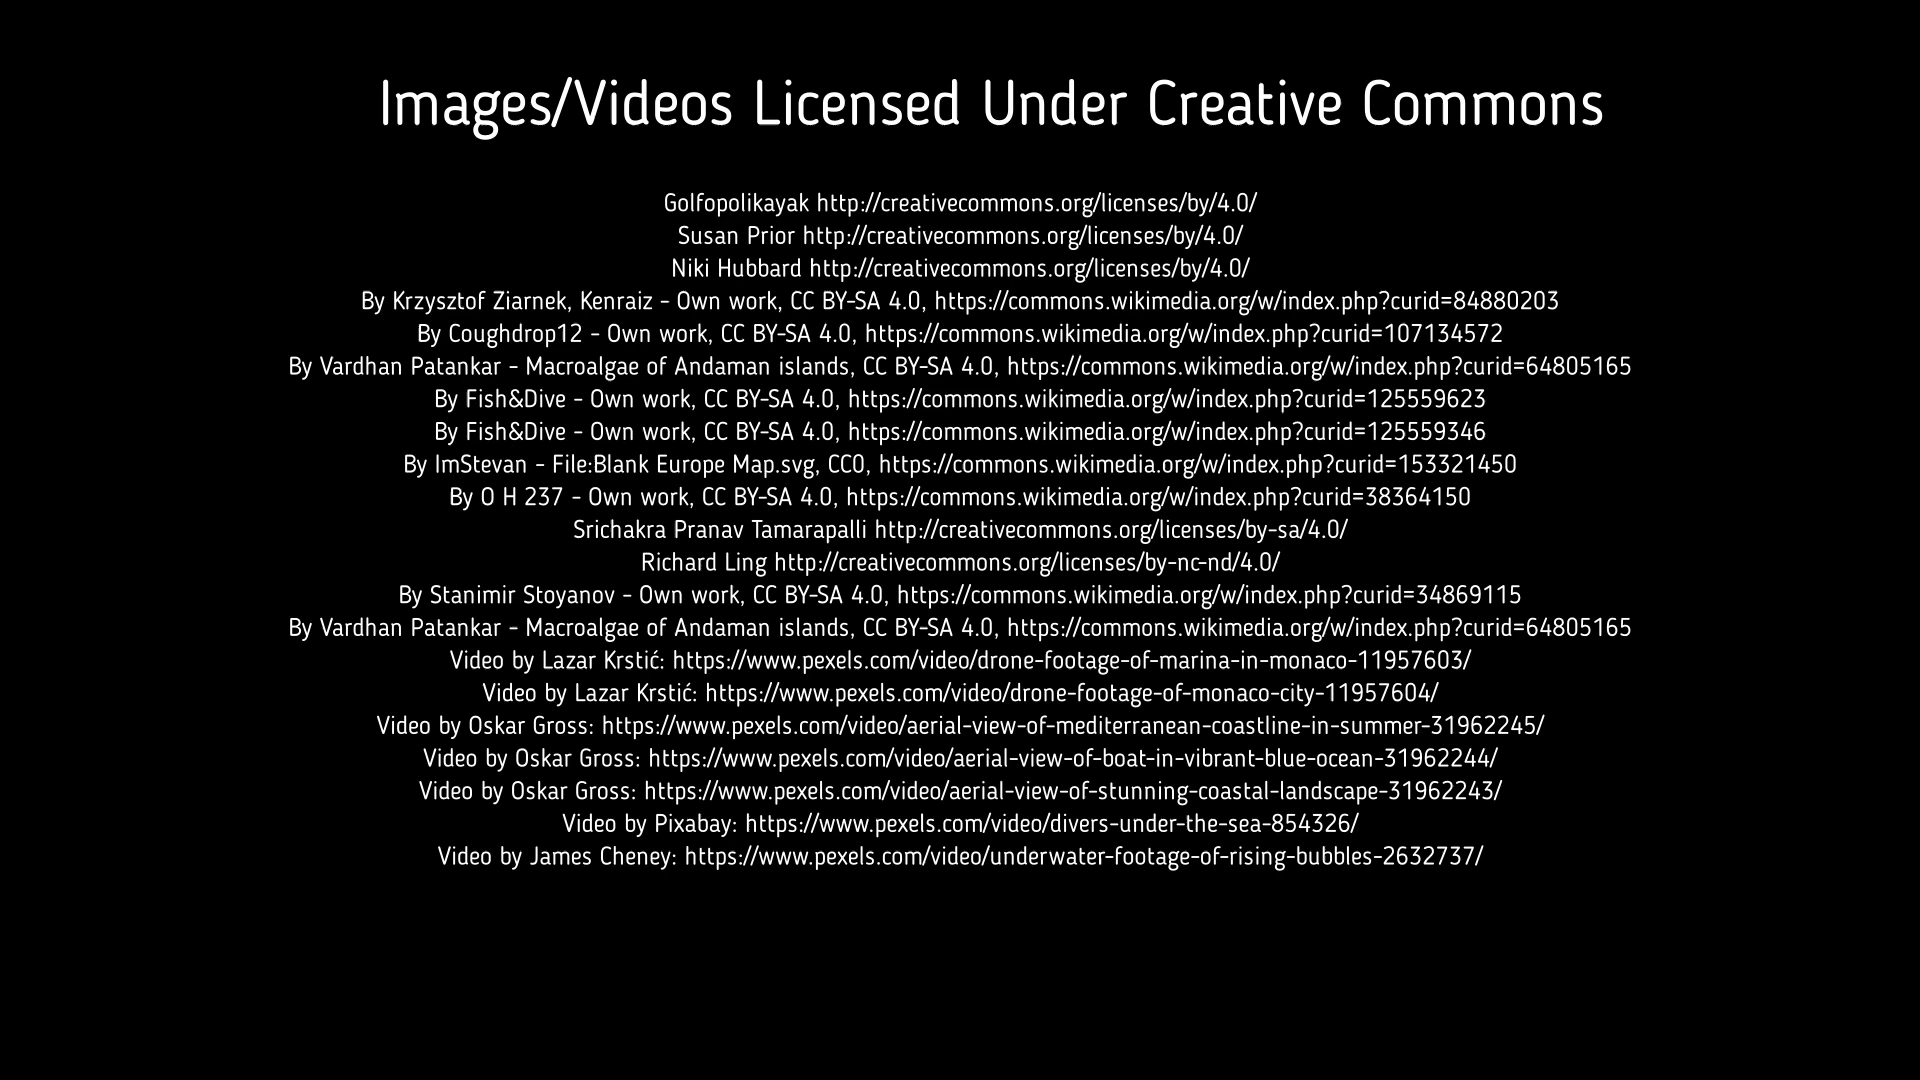 Images/Videos Licensed Under Creative Commons
Golfopolikayak http://creativecommons.org/licenses/by/4.0/
Susan Prior http://creativecommons.org/licenses/by/4.0/
Niki Hubbard http://creativecommons.org/licenses/by/4.0/
By Krzysztof Ziarnek, Kenraiz - Own work, CC BY-SA 4.0, https://commons.wikimedia.org/w/index.php?curid=84880203
By Coughdrop12 - Own work, CC BY-SA 4.0, https://commons.wikimedia.org/w/index.php?curid=107134572
By Vardhan Patankar - Macroalgae of Andaman islands, CC BY-SA 4.0, https://commons.wikimedia.org/w/index.php?curid=64805165
By Fish&Dive - Own work, CC BY-SA 4.0, https://commons.wikimedia.org/w/index.php?curid=125559623
By Fish&Dive - Own work, CC BY-SA 4.0, https://commons.wikimedia.org/w/index.php?curid=125559346
By ImStevan - File:Blank Europe Map.svg, CC0, https://commons.wikimedia.org/w/index.php?curid=153321450
By O H 237 - Own work, CC BY-SA 4.0, https://commons.wikimedia.org/w/index.php?curid=38364150
Srichakra Pranav Tamarapalli http://creativecommons.org/licenses/by-sa/4.0/
Richard Ling http://creativecommons.org/licenses/by-nc-nd/4.0/
By Stanimir Stoyanov - Own work, CC BY-SA 4.0, https://commons.wikimedia.org/w/index.php?curid=34869115
By Vardhan Patankar - Macroalgae of Andaman islands, CC BY-SA 4.0, https://commons.wikimedia.org/w/index.php?curid=64805165
Video by Lazar Krstić: https://www.pexels.com/video/drone-footage-of-marina-in-monaco-11957603/
Video by Lazar Krstić: https://www.pexels.com/video/drone-footage-of-monaco-city-11957604/
Video by Oskar Gross: https://www.pexels.com/video/aerial-view-of-mediterranean-coastline-in-summer-31962245/
Video by Oskar Gross: https://www.pexels.com/video/aerial-view-of-boat-in-vibrant-blue-ocean-31962244/
Video by Oskar Gross: https://www.pexels.com/video/aerial-view-of-stunning-coastal-landscape-31962243/
Video by Pixabay: https://www.pexels.com/video/divers-under-the-sea-854326/
Video by James Cheney: https://www.pexels.com/video/underwater-footage-of-rising-bubbles-2632737/